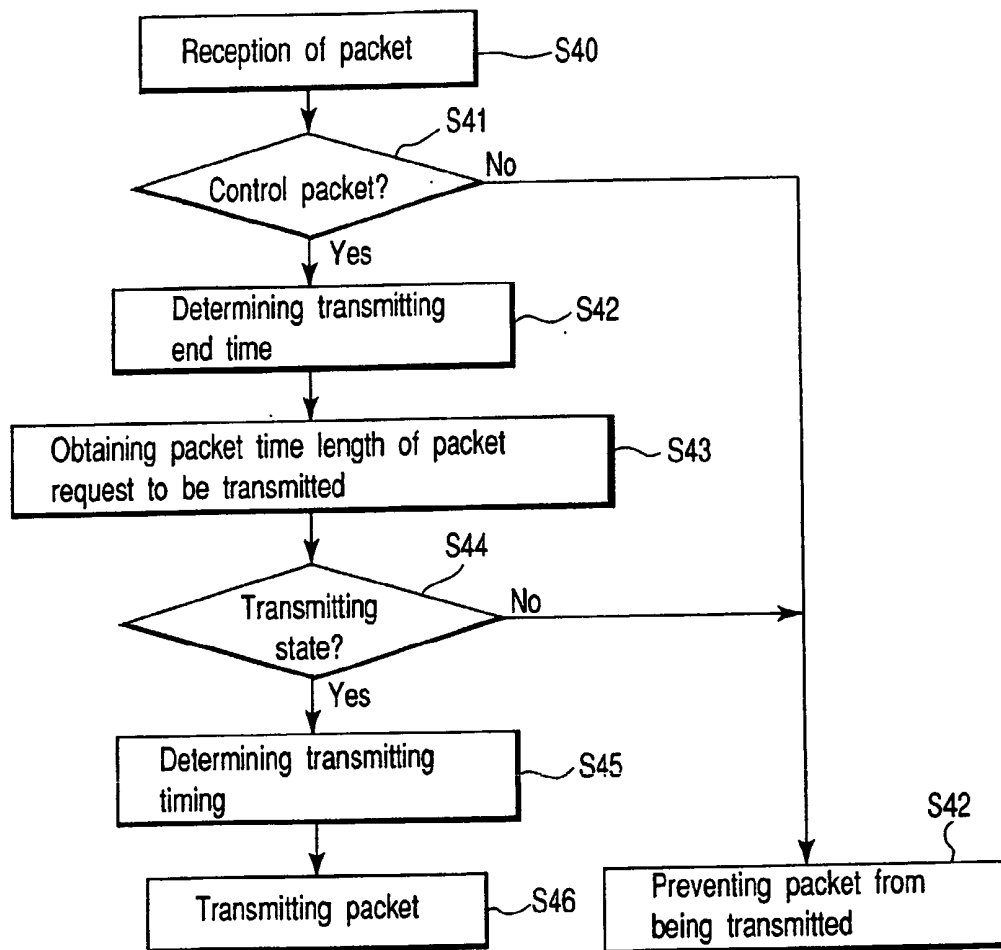 Reception of packet
S40
S41
Control packet?
No
Yes
Determining transmitting
end time
S42
Obtaining packet time length of packet
request to be transmitted
S43
S44
Transmitting
state?
No
Yes
Determining transmitting
timing
S45
S42
Transmitting packet
S46
Preventing packet from
being transmitted